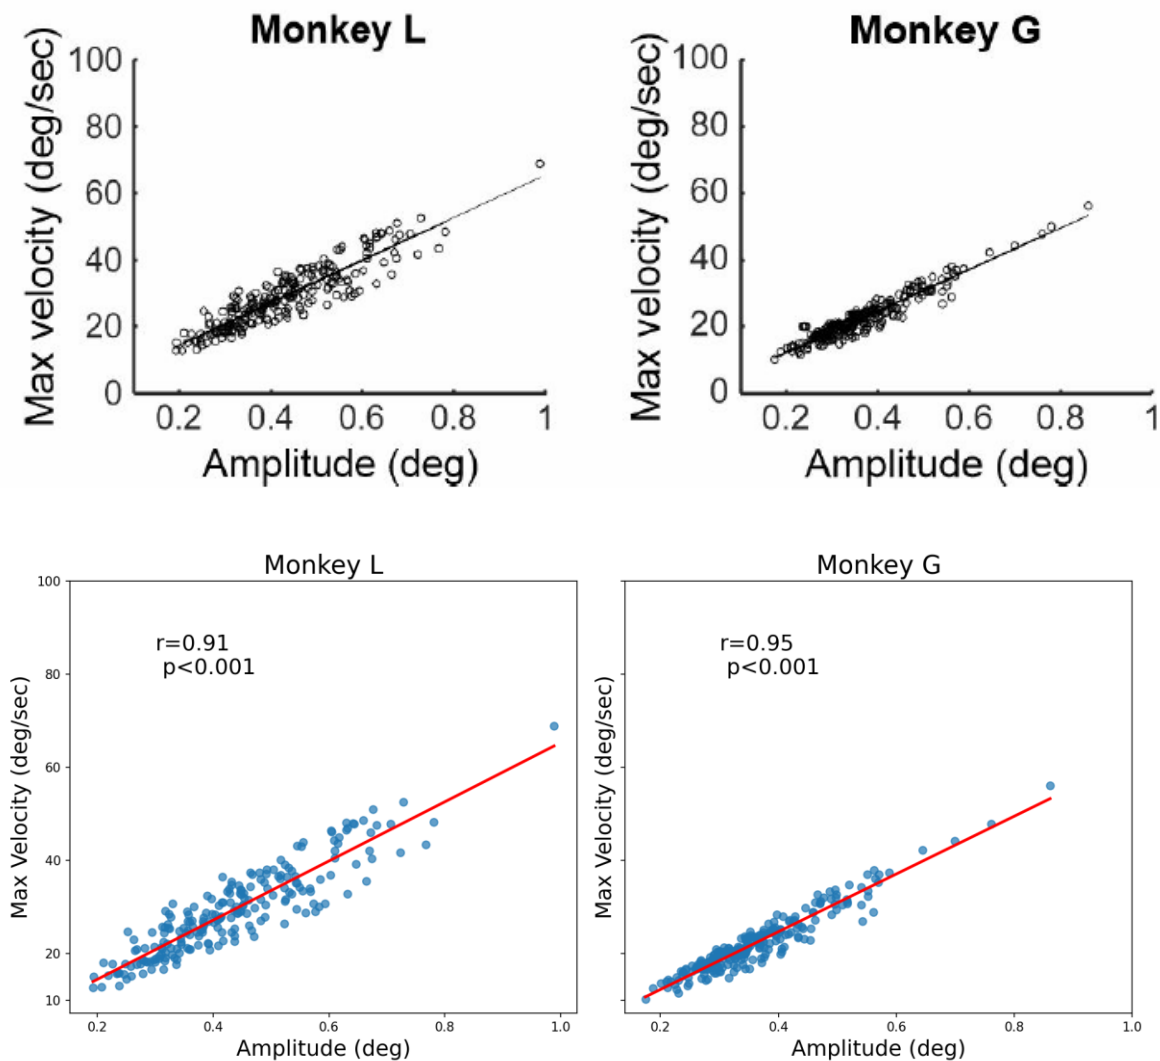 Monkey L
Max velocity (deg/sec)
100
80
60
40
20
0
0.2 0.4 0.6 0.8 1
Amplitude (deg)
Monkey G
Max velocity (deg/sec)
100
80
60
40
20
0
0.2 0.4 0.6 0.8 1
Amplitude (deg)
Monkey L
r=0.91
p<0.001
Max Velocity (deg/sec)
100
80
60
40
20
10
0.2 0.4 0.6 0.8 1.0
Amplitude (deg)
Monkey G
r=0.95
p<0.001
Max Velocity (deg/sec)
0.2 0.4 0.6 0.8 1.0
Amplitude (deg)